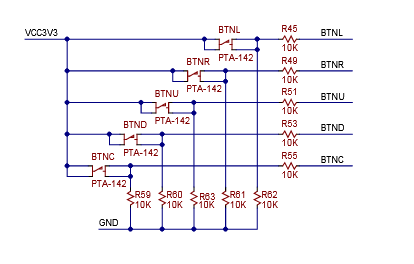 BTNL
R45
VCC3V3
BTNL
PTA-142
10K
BTNR
R49
BTNR
PTA-142
10K
BTNU
R51
BTNU
PTA-142
10K
BTND
R53
BTND
PTA-142
10K
BTNC
R55
BTNC
PTA-142
10K
R59
R60
R63
R61
R62
10K
10K
10K
10K
10K
GND